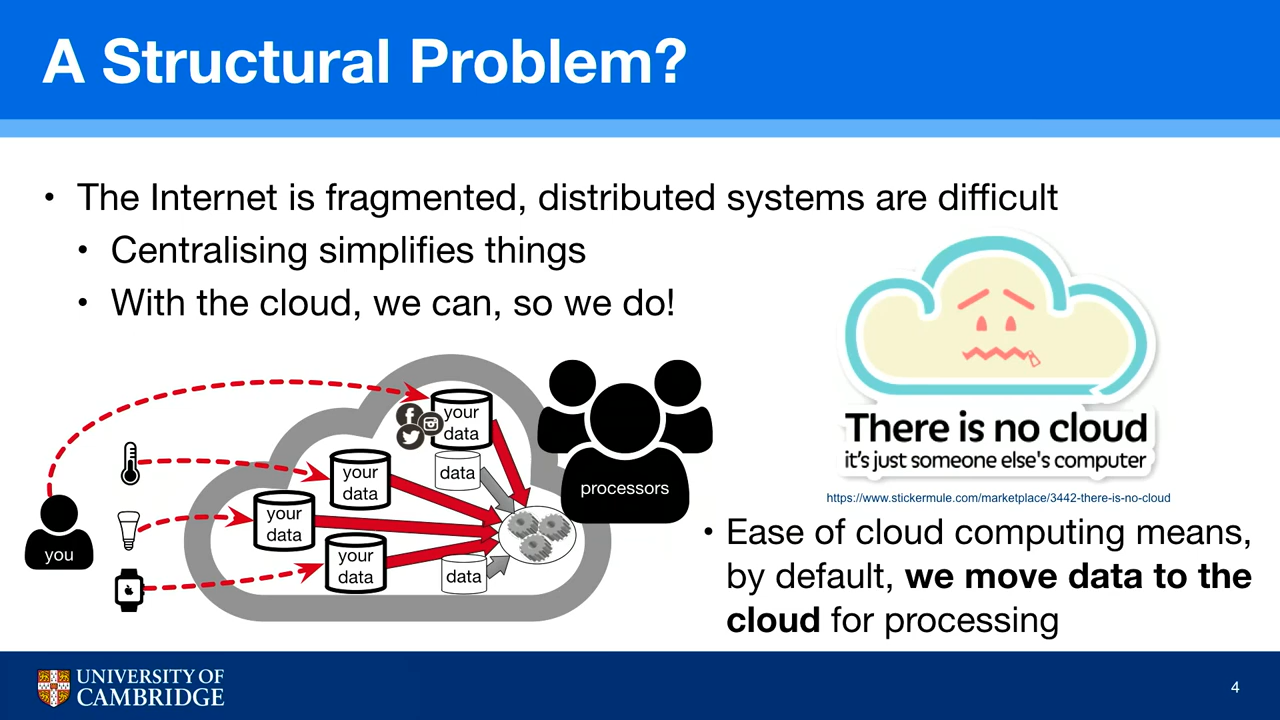 A Structural Problem?
• The Internet is fragmented, distributed systems are difficult
• Centralising simplifies things
• With the cloud, we can, so we do!
your
data
data
your
data
your
data
your
data
data
you
processors
There is no cloud
it's just someone else's computer
https://www.stickermule.com/marketplace/3442-there-is-no-cloud
• Ease of cloud computing means,
by default, we move data to the
cloud for processing
UNIVERSITY OF
CAMBRIDGE
4